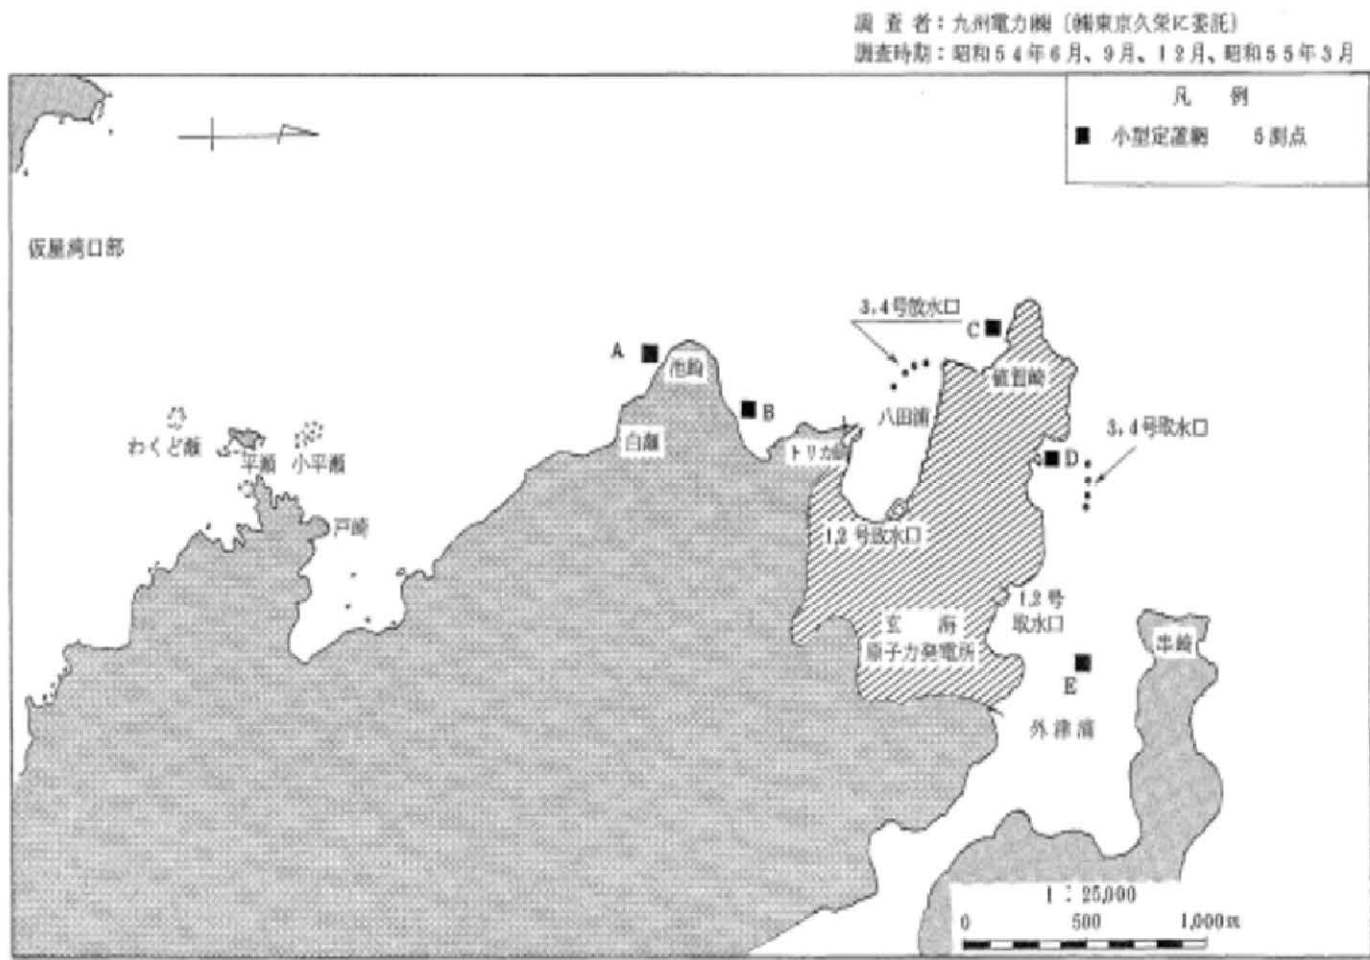 調査者：九州電力㈱（㈱東京久栄に委託）
調査時期：昭和54年6月、9月、12月、昭和55年3月
凡例
■ 小型定置網 5測点
仮屋湾口部
3,4号放水口
C
A
池崎
値賀崎
B
八田浦
わくど瀬
平瀬
小平瀬
白瀬
トリカ崎
3,4号取水口
D
戸崎
1,2号放水口
1,2号
取水口
玄海
原子力発電所
串崎
E
外津浦
1：25,000
0 500 1,000m